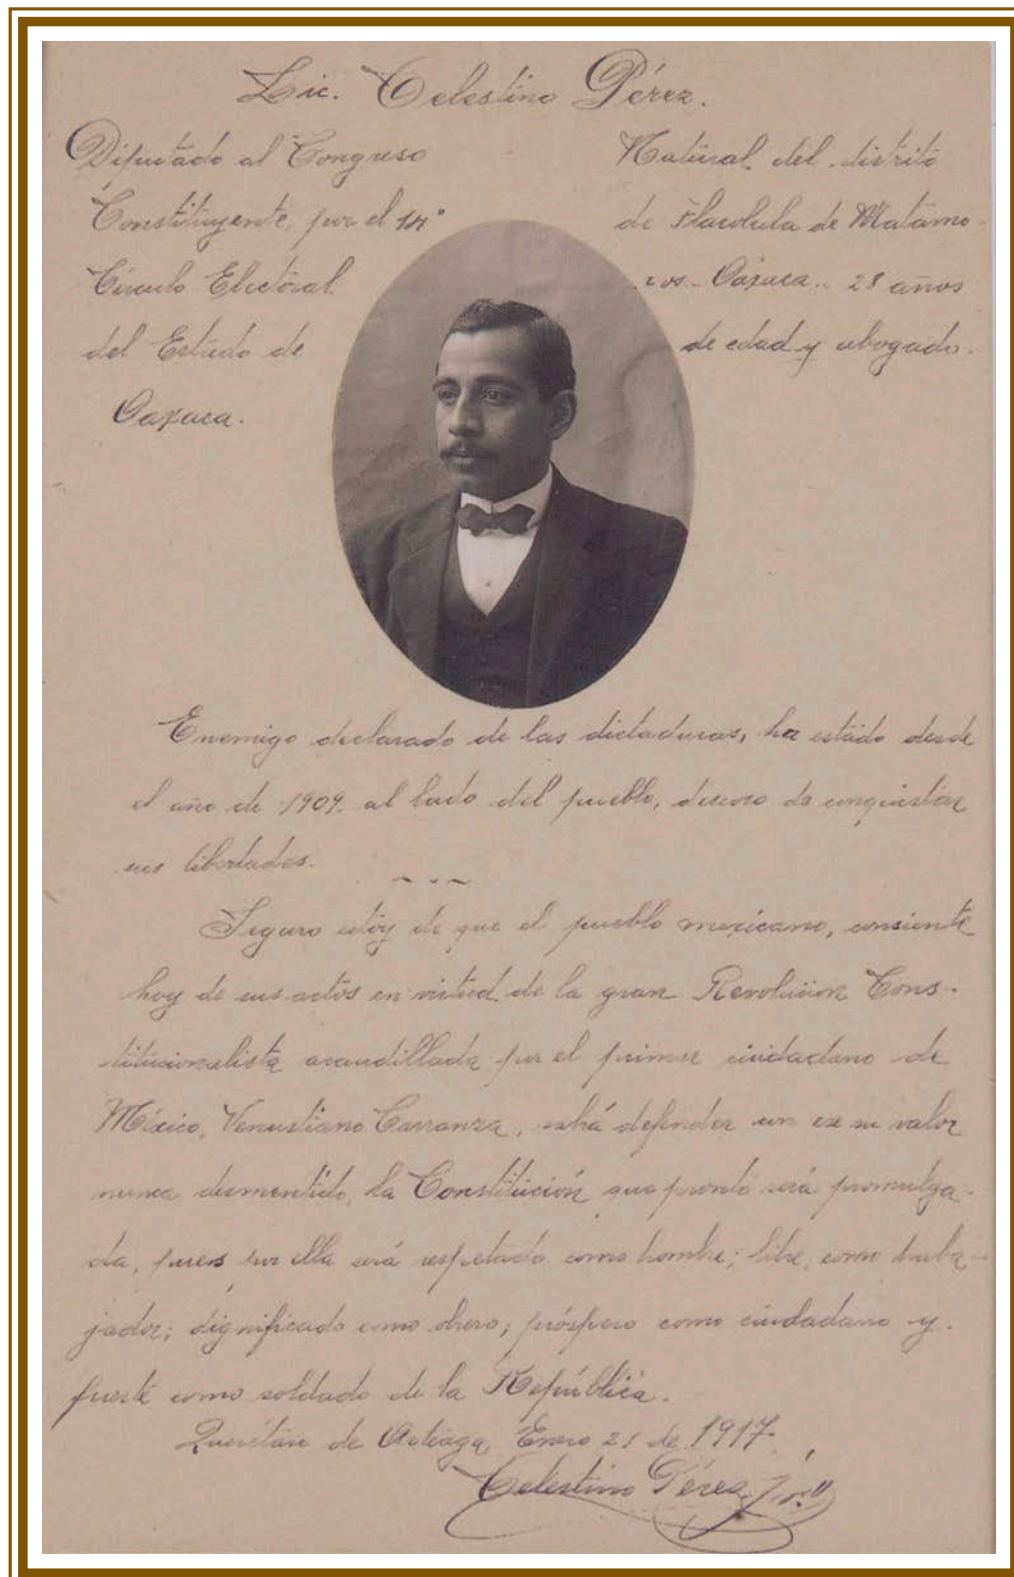 Lic. Celestino Pérez.
Diputado al Congreso
Constituyente, por el 14°
Círculo Electoral
del Estado de
Oaxaca.
Natural del distrito
de Tlacolula de Matamo-
ros.- Oaxaca.. 28 años
de edad y abogado.
Enemigo declarado de las dictaduras, ha estado desde
el año de 1909. al lado del pueblo, deseoso de conquistar
sus libertades.
Seguro estoy de que el pueblo mexicano, consiente
hoy de sus actos en virtud de la gran Revolución Cons-
titucionalista acaudillada por el primer ciudadano de
México, Venustiano Carranza, sabrá defender con ese su valor
nunca desmentido, la Constitución que pronto será promulga-
da, pues por ella será respetado como hombre; libre, como traba-
jador; dignificado como obrero; próspero como ciudadano y
fuerte como soldado de la República.
Querétaro de Arteaga, Enero 21 de 1917.
Celestino Pérez